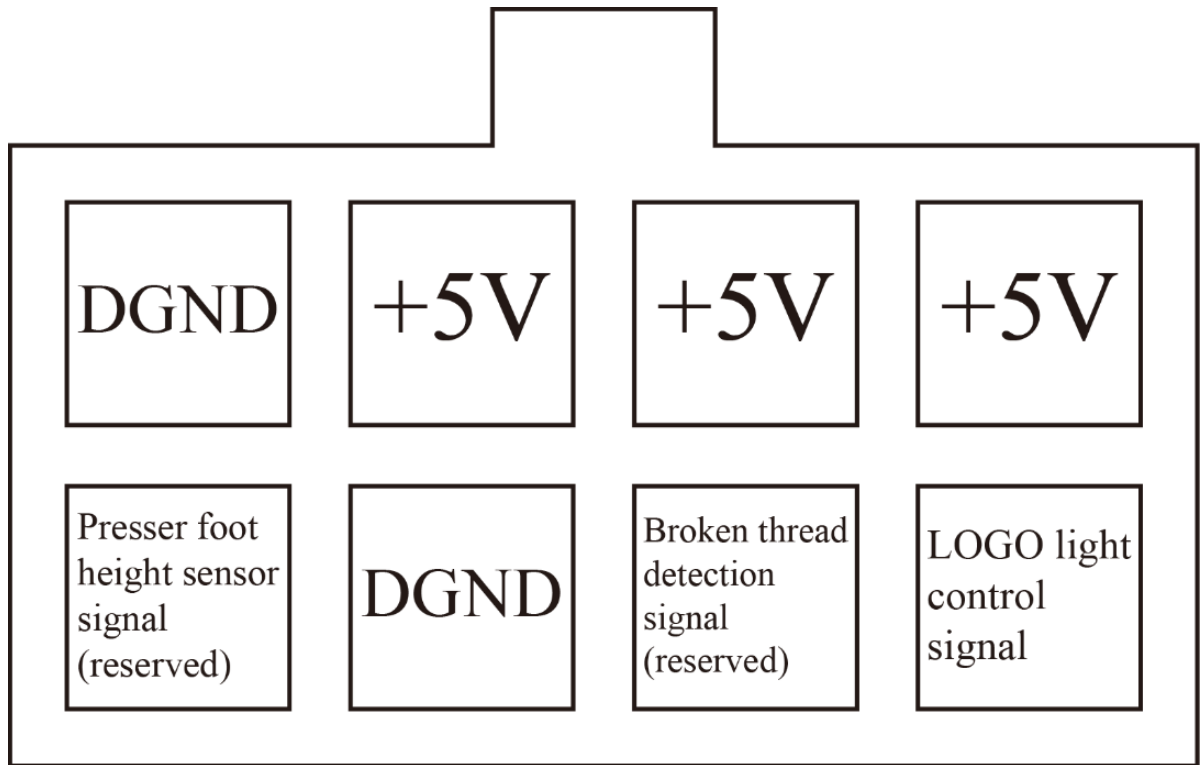 DGND
+5V
+5V
+5V
Presser foot
height sensor
signal
(reserved)
DGND
Broken thread
detection
signal
(reserved)
LOGO light
control
signal